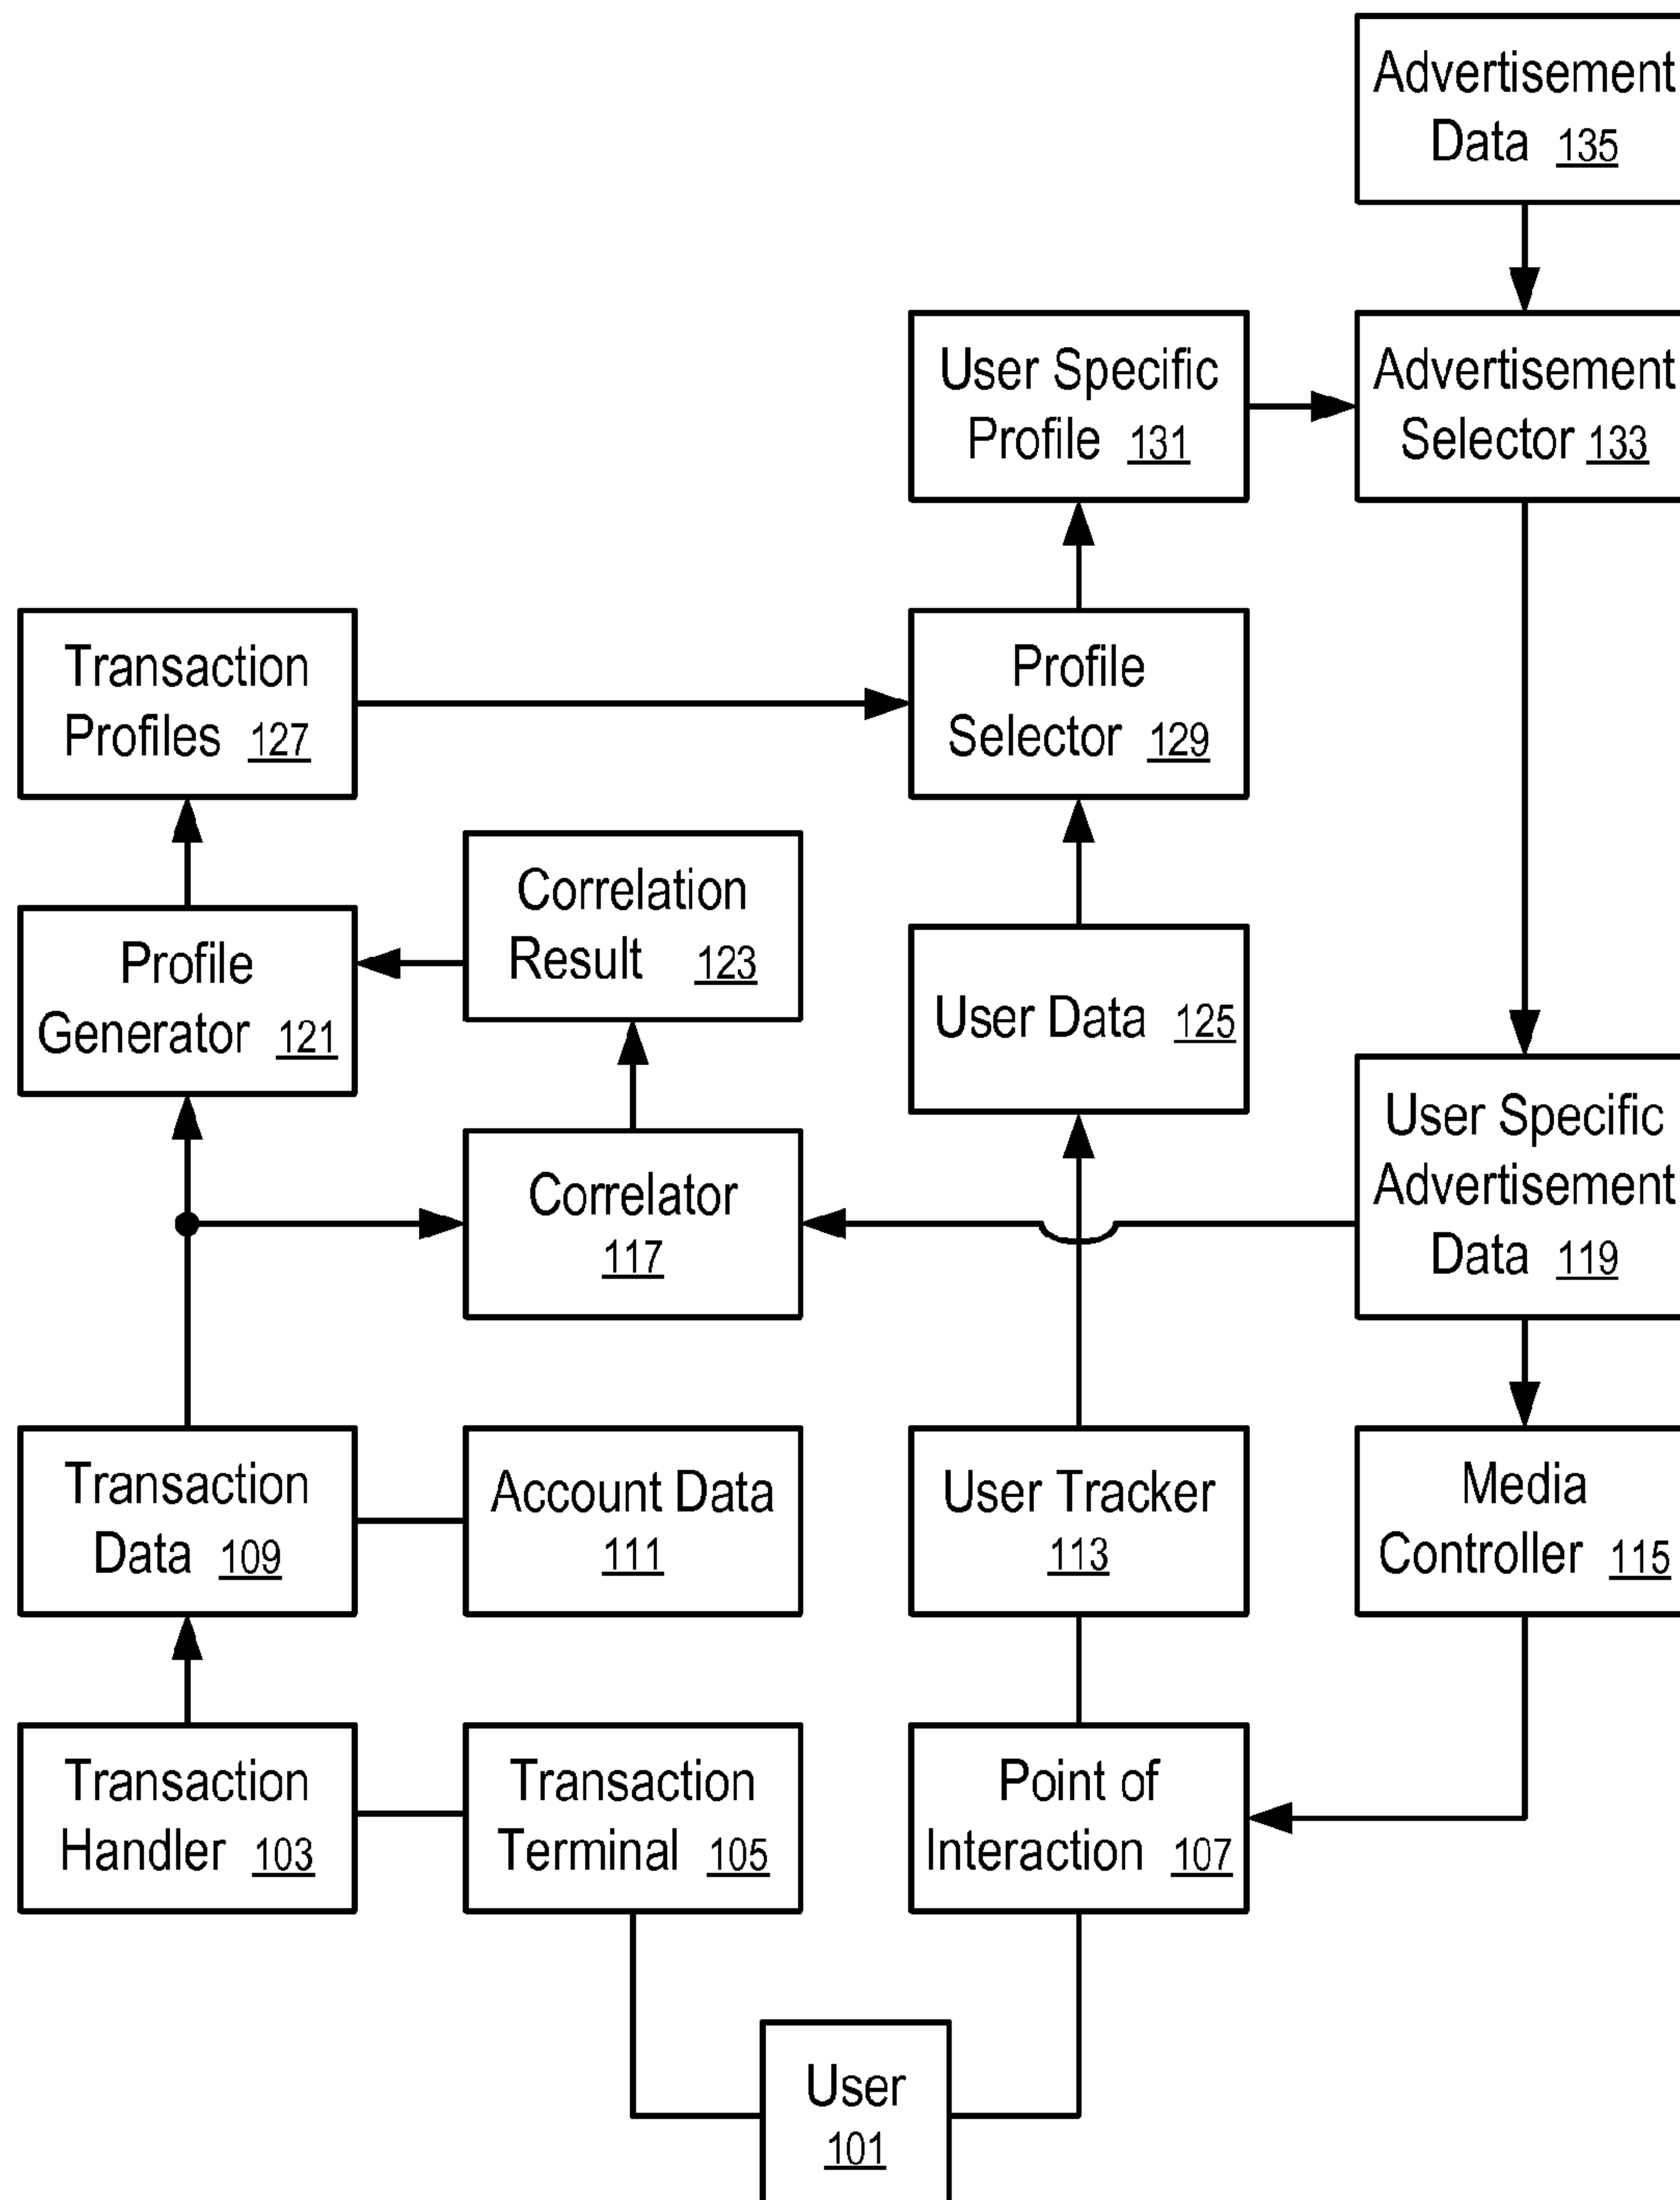 Advertisement
Data 135
User Specific
Profile 131
Advertisement
Selector 133
Transaction
Profiles 127
Profile
Selector 129
Correlation
Result 123
Profile
Generator 121
User Data 125
User Specific
Advertisement
Data 119
Correlator
117
Transaction
Data 109
Account Data
111
User Tracker
113
Media
Controller 115
Transaction
Handler 103
Transaction
Terminal 105
Point of
Interaction 107
User
101